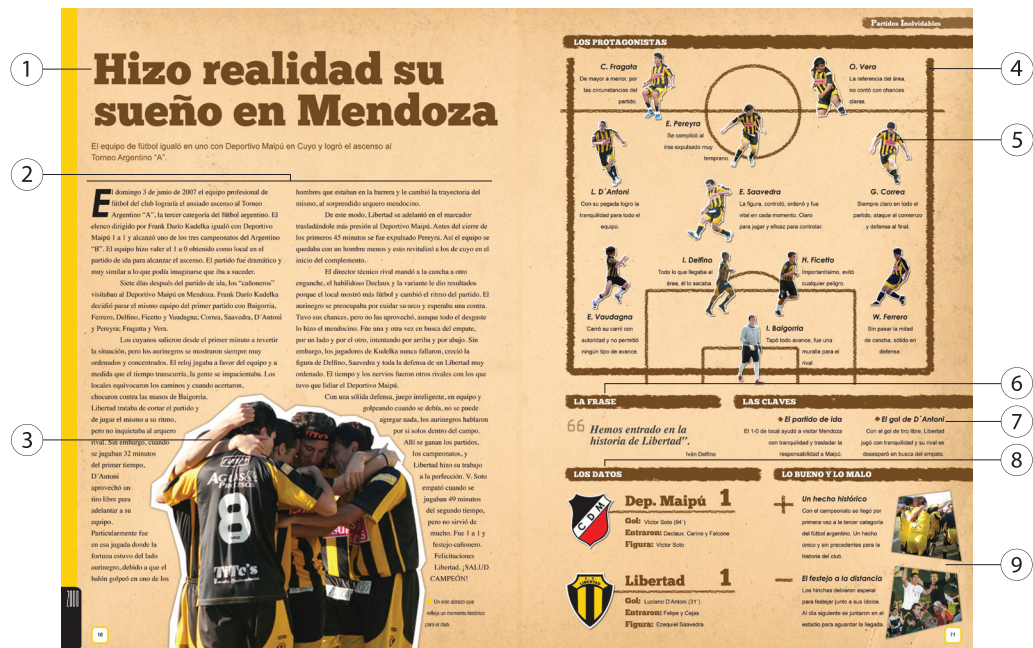 1
Hizo realidad su
sueño en Mendoza
El equipo de fútbol igualó en uno con Deportivo Maipú en Cuyo y logró el ascenso al
Torneo Argentino “A”.
2
El domingo 3 de junio de 2007 el equipo profesional de
fútbol del club lograría el ansiado ascenso al Torneo
Argentino “A”, la tercer categoría del fútbol argentino. El
elenco dirigido por Frank Darío Kudelka igualó con Deportivo
Maipú 1 a 1 y alcanzó uno de los tres campeonatos del Argentino
“B”. El equipo hizo valer el 1 a 0 obtenido como local en el
partido de ida para alcanzar el ascenso. El partido fue dramático y
muy similar a lo que podía imaginarse que iba a suceder.
Siete días después del partido de ida, los “cañoneros”
visitaban al Deportivo Maipú en Mendoza. Frank Darío Kudelka
decidió parar el mismo equipo del primer partido con Baigorria,
Ferrero, Delfino, Ficetto y Vaudagna; Correa, Saavedra, D´Antoni
y Pereyra; Fragatta y Vera.
Los cuyanos salieron desde el primer minuto a revertir
la situación, pero los aurinegros se mostraron siempre muy
ordenados y concentrados. El reloj jugaba a favor del equipo y a
medida que el tiempo transcurría, la gente se impacientaba. Los
locales equivocaron los caminos y cuando acertaron,
chocaron contra las manos de Baigorria.
Libertad trataba de cortar el partido y
de jugar el mismo a su ritmo,
pero no inquietaba al arquero
rival. Sin embargo, cuando
3
se jugaban 32 minutos
del primer tiempo,
D´Antoni
aprovechó un
tiro libre para
adelantar a su
equipo.
Particularmente fue
en esa jugada donde la
fortuna estuvo del lado
aurinegro, debido a que el
balón golpeó en uno de los
hombres que estaban en la barrera y le cambió la trayectoria del
mismo, al sorprendido arquero mendocino.
De este modo, Libertad se adelantó en el marcador
trasladándole más presión al Deportivo Maipú. Antes del cierre de
los primeros 45 minutos se fue expulsado Pereyra. Así el equipo se
quedaba con un hombre menos y esto revitalizó a los de cuyo en el
inicio del complemento.
El director técnico rival mandó a la cancha a otro
enganche, el habilidoso Declaux y la variante le dio resultados
porque el local mostró más fútbol y cambió el ritmo del partido. El
aurinegro se preocupaba por cuidar su arco y esperaba una contra.
Tuvo sus chances, pero no las aprovechó, aunque todo el desgaste
lo hizo el mendocino. Fue una y otra vez en busca del empate,
por un lado y por el otro, intentando por arriba y por abajo. Sin
embargo, los jugadores de Kudelka nunca fallaron, creció la
figura de Delfino, Saavedra y toda la defensa de un Libertad muy
ordenado. El tiempo y los nervios fueron otros rivales con los que
tuvo que lidiar el Deportivo Maipú.
Con una sólida defensa, juego inteligente, en equipo y
golpeando cuando se debía, no se puede
agregar nada, los aurinegros hablaron
por si solos dentro del campo.
Allí se ganan los partidos,
los campeonatos, y
Libertad hizo su trabajo
a la perfección. V. Soto
empató cuando se
jugaban 49 minutos
del segundo tiempo,
pero no sirvió de
mucho. Fue 1 a 1 y
festejo cañonero.
Felicitaciones
Libertad. ¡SALUD
CAMPEÓN!
Un solo abrazo que
refleja un momento histórico
para el club.
8
TITO's
10
Partidos Inolvidables
LOS PROTAGONISTAS
4
C. Fragata
De mayor a menor, por
las circunstancias del
partido.
O. Vera
La referencia del área,
no contó con chances
claras.
E. Pereyra
Se complicó al
irse expulsado muy
temprano.
5
L. D´Antoni
Con su pegada logro la
tranquilidad para todo el
equipo.
E. Saavedra
La figura, controló, ordenó y fue
vital en cada momento. Claro
para jugar y eficaz para controlar.
G. Correa
Siempre claro en todo el
partido, ataque al comienzo
y defensa al final.
I. Delfino
Todo lo que llegaba al
área, él lo sacaba.
H. Ficetto
Importantísimo, evitó
cualquier peligro.
E. Vaudagna
Cerró su carril con
autoridad y no permitió
ningún tipo de avance.
I. Baigorria
Tapó todo avance, fue una
muralla para el
rival
W. Ferrero
Sin pasar la mitad
de cancha, sólido en
defensa.
6
LA FRASE
“Hemos entrado en la
historia de Libertad”.
Iván Delfino
LAS CLAVES
El partido de ida
El 1-0 de local ayudó a visitar Mendoza
con tranquilidad y trasladar la
responsabilidad a Maipú.
El gol de D´Antoni
Con el gol de tiro libre, Libertad
jugó con tranquilidad y su rival se
desesperó en busca del empate.
7
8
LOS DATOS
CDM
Dep. Maipú 1
Gol: Víctor Soto (94´)
Entraron: Declaux, Cerino y Falcone
Figura: Víctor Soto
LIBERTAD
Libertad 1
Gol: Luciano D'Antoni (31´)
Entraron: Felipe y Cejas
Figura: Ezequiel Saavedra
LO BUENO Y LO MALO
Un hecho histórico
Con el campeonato se llegó por
primera vez a la tercer categoría
del fútbol argentino. Un hecho
único y sin precedentes para la
historia del club.
El festejo a la distancia
Los hinchas debieron esperar
para festejar junto a sus ídolos.
Al día siguiente se juntaron en el
estadio para aguardar la llegada.
9
11